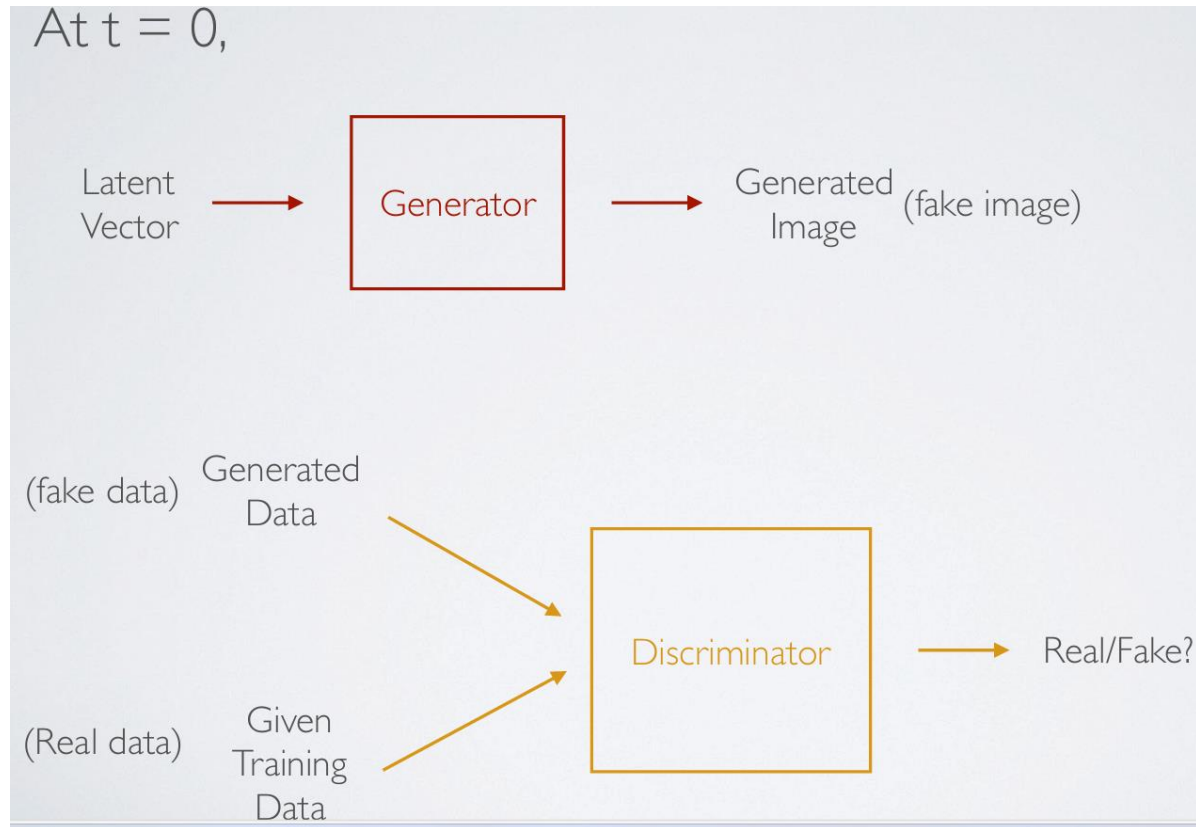 At t = 0,
Latent
Vector
Generator
Generated
Image
(fake image)
(fake data)
Generated
Data
Discriminator
Real/Fake?
(Real data)
Given
Training
Data